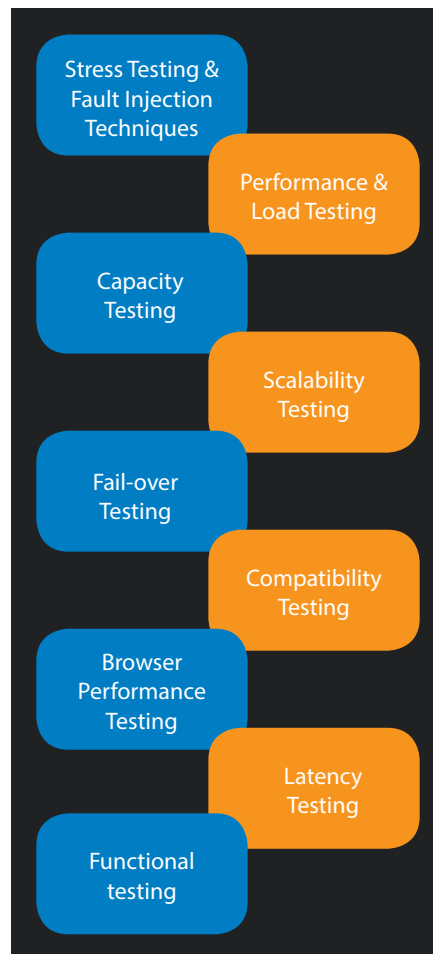 Stress Testing &
Fault Injection
Techniques
Performance &
Load Testing
Capacity
Testing
Scalability
Testing
Fail-over
Testing
Compatibility
Testing
Browser
Performance
Testing
Latency
Testing
Functional
testing